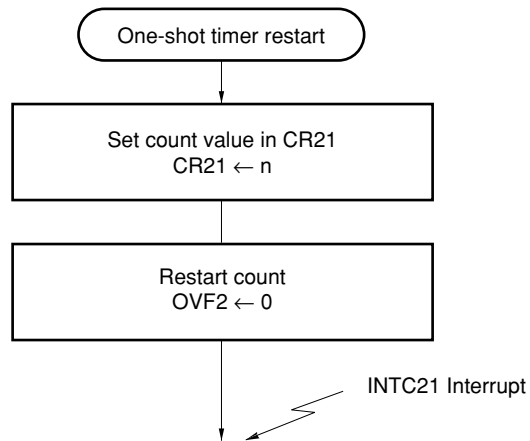 One-shot timer restart
Set count value in CR21
CR21 ← n
Restart count
OVF2 ← 0
INTC21 Interrupt